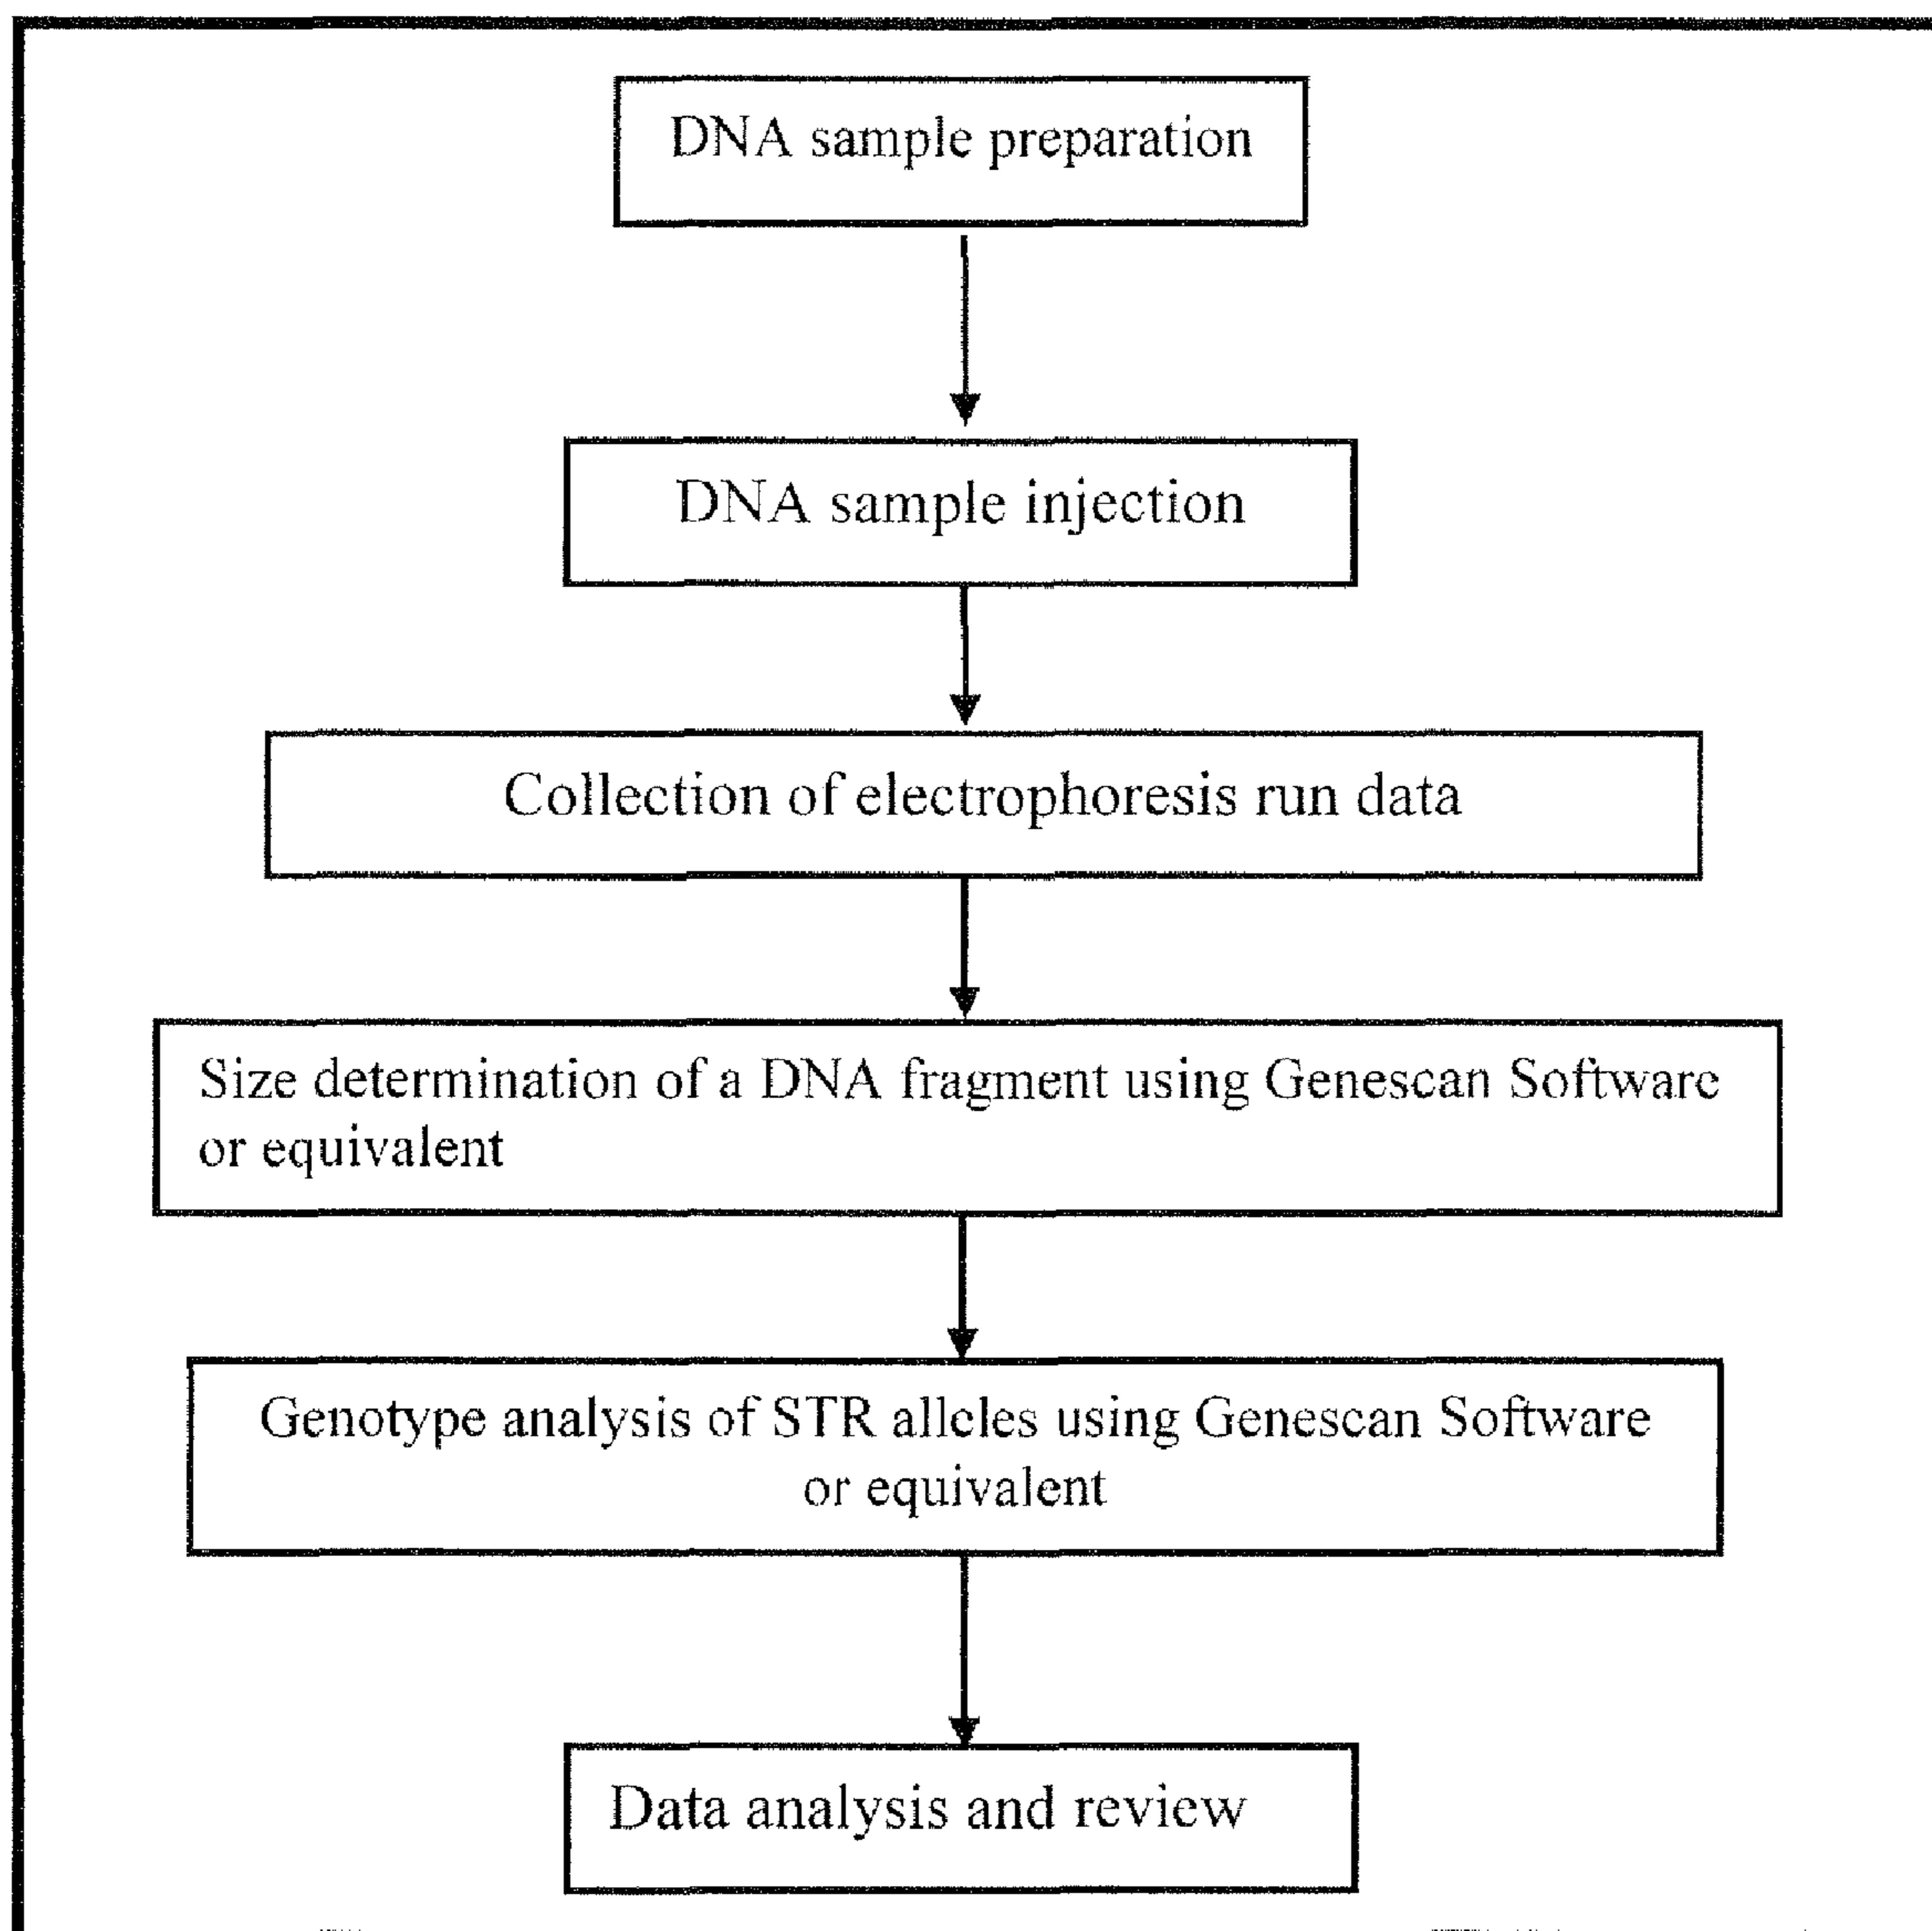 DNA sample preparation
DNA sample injection
Collection of electrophoresis run data
Size determination of a DNA fragment using Genescan Software
or equivalent
Genotype analysis of STR alleles using Genescan Software
or equivalent
Data analysis and review